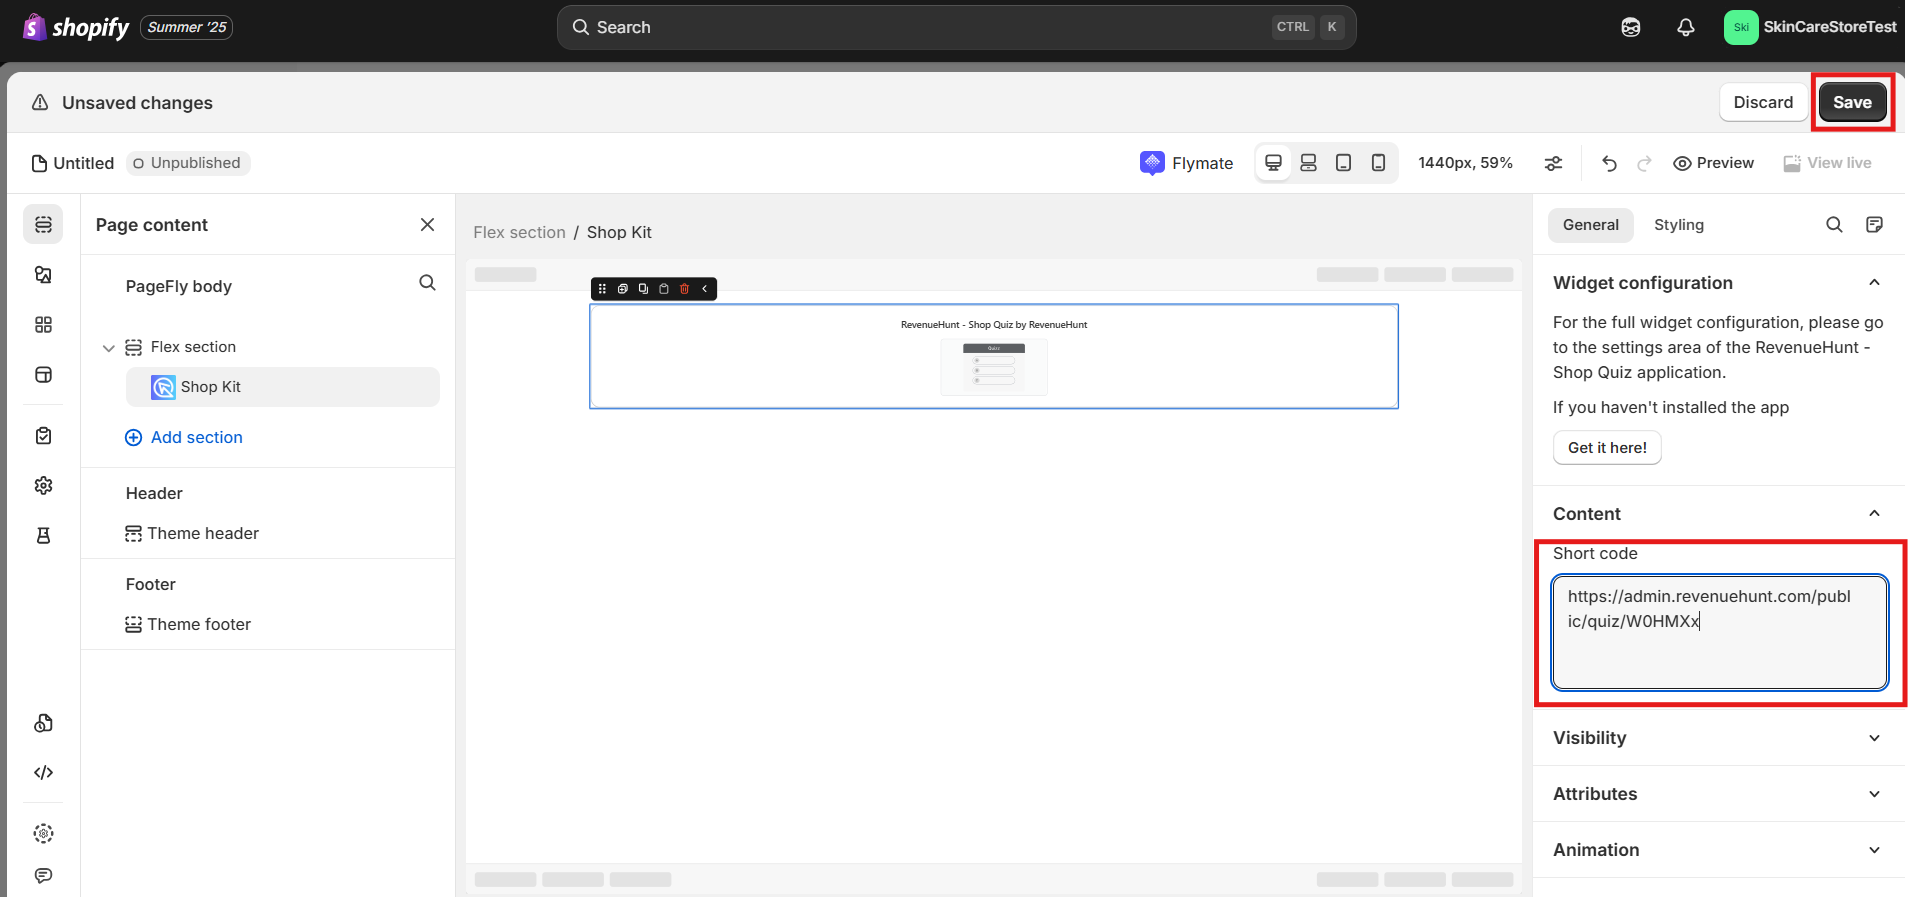 shopify Summer '25
Search CTRL K
Ski SkinCareStoreTest
Unsaved changes
Discard
Save
Untitled Unpublished
Flymate
1440px, 59%
Preview
View live
Page content
PageFly body
Flex section
Shop Kit
Add section
Header
Theme header
Footer
Theme footer
Flex section / Shop Kit
RevenueHunt - Shop Quiz by RevenueHunt
Quiz
General Styling
Widget configuration
For the full widget configuration, please go
to the settings area of the RevenueHunt -
Shop Quiz application.
If you haven't installed the app
Get it here!
Content
Short code
https://admin.revenuehunt.com/publ
ic/quiz/W0HMXx
Visibility
Attributes
Animation